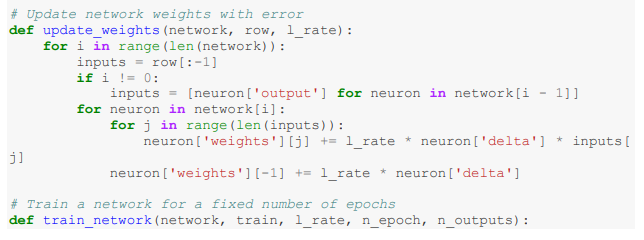 # Update network weights with error
def update_weights(network, row, l_rate):
    for i in range(len(network)):
        inputs = row[:-1]
        if i != 0:
            inputs = [neuron['output'] for neuron in network[i - 1]]
        for neuron in network[i]:
            for j in range(len(inputs)):
                neuron['weights'][j] += l_rate * neuron['delta'] * inputs[
j]
            neuron['weights'][-1] += l_rate * neuron['delta']

# Train a network for a fixed number of epochs
def train_network(network, train, l_rate, n_epoch, n_outputs):